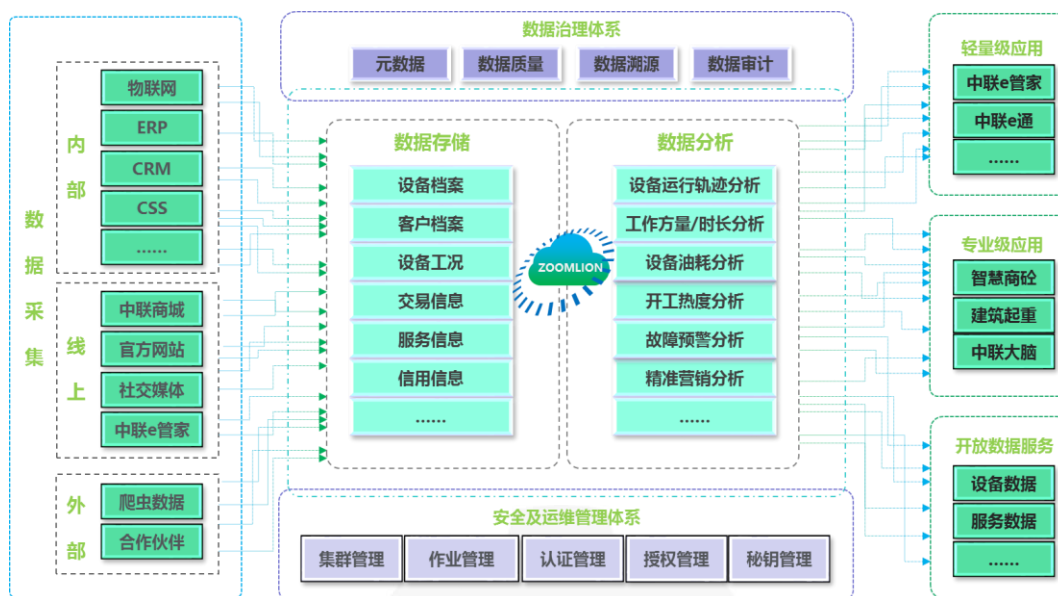 数据采集
内部
物联网
ERP
CRM
CSS
......
线上
中联商城
官方网站
社交媒体
中联e管家
外部
爬虫数据
合作伙伴
数据治理体系
元数据
数据质量
数据溯源
数据审计
数据存储
设备档案
客户档案
设备工况
交易信息
服务信息
信用信息
......
ZOOMLION
数据分析
设备运行轨迹分析
工作方量/时长分析
设备油耗分析
开工热度分析
故障预警分析
精准营销分析
......
安全及运维管理体系
集群管理
作业管理
认证管理
授权管理
秘钥管理
轻量级应用
中联e管家
中联e通
......
专业级应用
智慧商砼
建筑起重
中联大脑
开放数据服务
设备数据
服务数据
......